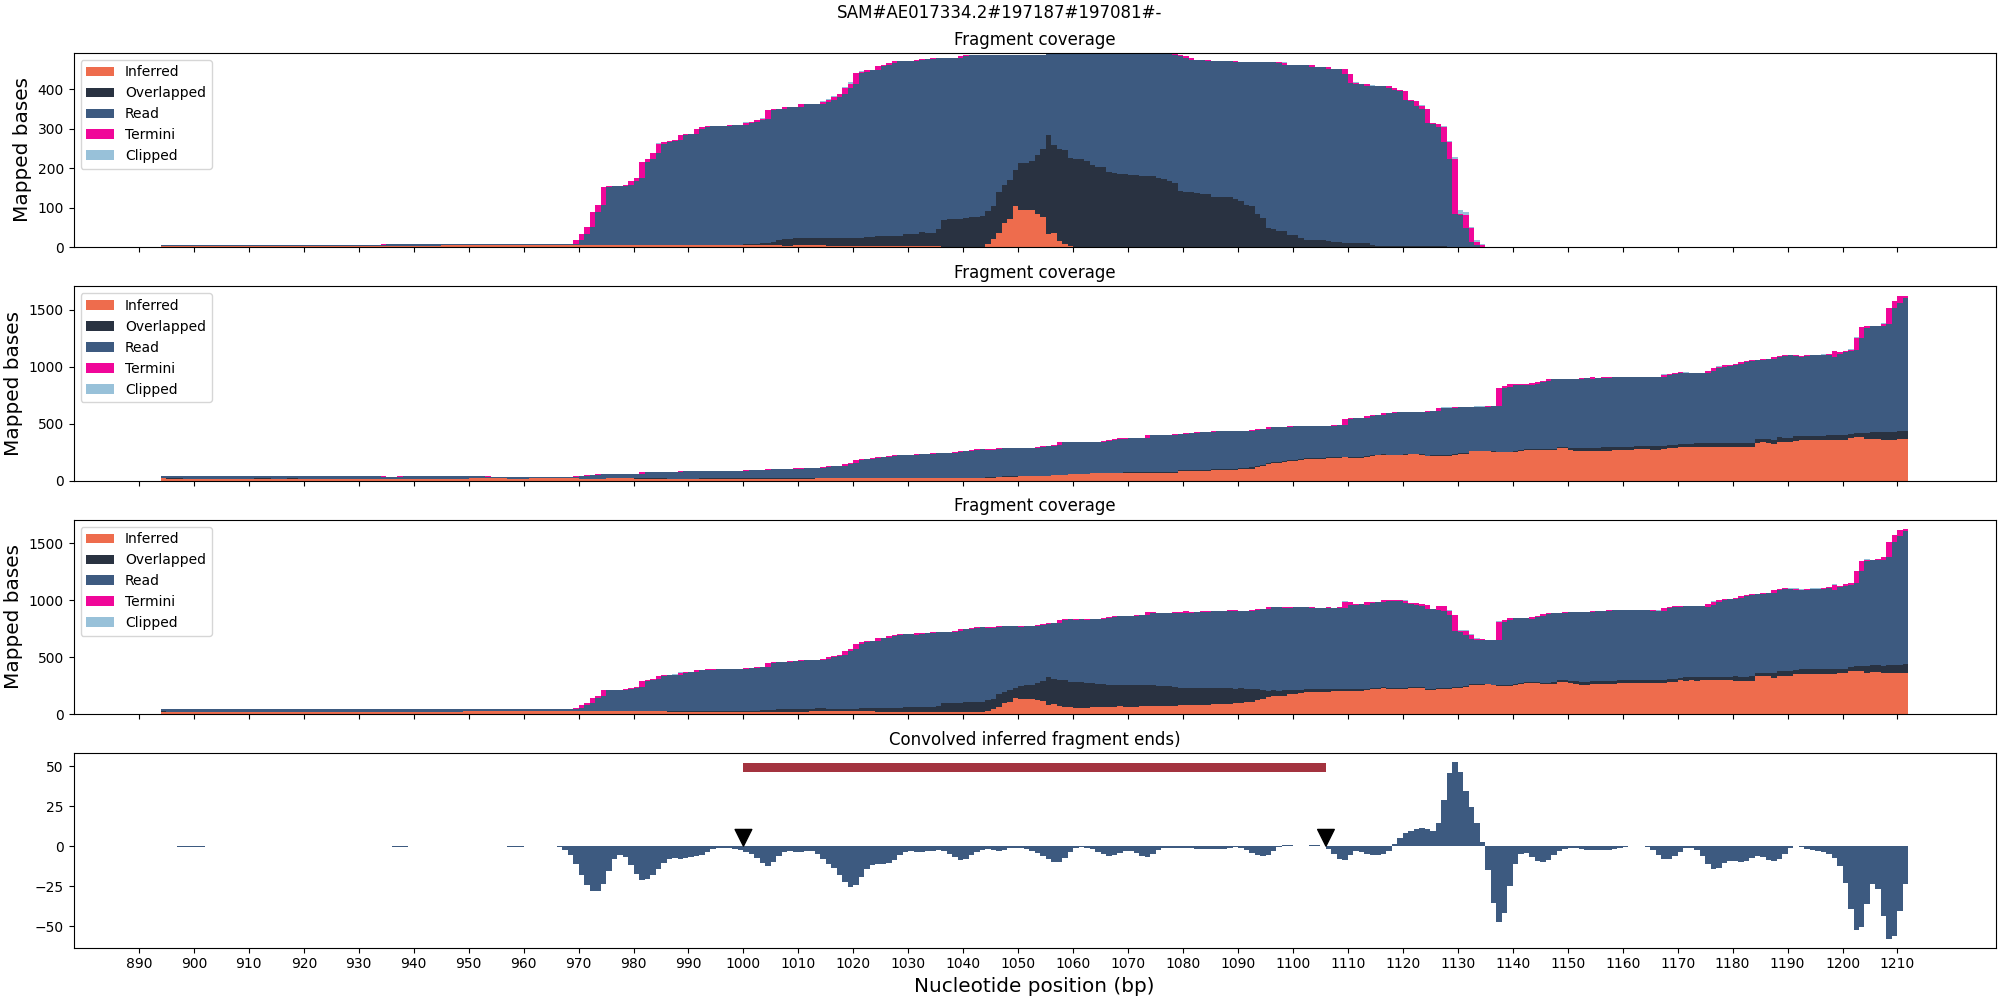 SAM#AE017334.2#197187#197081#-
Fragment coverage
Mapped bases
400
300
200
100
0
Inferred
Overlapped
Read
Termini
Clipped
Fragment coverage
Mapped bases
1500
1000
500
0
Inferred
Overlapped
Read
Termini
Clipped
Fragment coverage
Mapped bases
1500
1000
500
0
Inferred
Overlapped
Read
Termini
Clipped
Convolved inferred fragment ends)
50
25
0
−25
−50
890 900 910 920 930 940 950 960 970 980 990 1000 1010 1020 1030 1040 1050 1060 1070 1080 1090 1100 1110 1120 1130 1140 1150 1160 1170 1180 1190 1200 1210
Nucleotide position (bp)